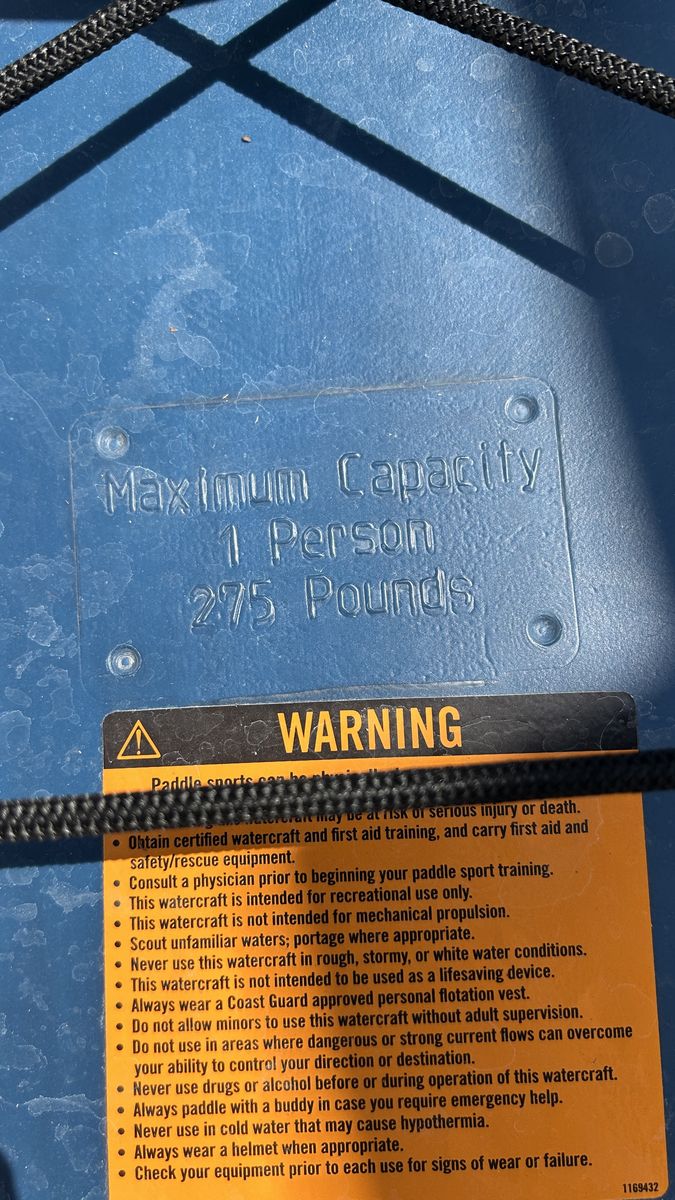 Maximum Capacity
1 Person
275 Pounds
WARNING
Paddle sports can be
watercraft may be at risk of serious injury or death.
• Obtain certified watercraft and first aid training, and carry first aid and
safety/rescue equipment.
• Consult a physician prior to beginning your paddle sport training.
• This watercraft is intended for recreational use only.
• This watercraft is not intended for mechanical propulsion.
• Scout unfamiliar waters; portage where appropriate.
• Never use this watercraft in rough, stormy, or white water conditions.
• This watercraft is not intended to be used as a lifesaving device.
• Always wear a Coast Guard approved personal flotation vest.
• Do not allow minors to use this watercraft without adult supervision.
• Do not use in areas where dangerous or strong current flows can overcome
your ability to control your direction or destination.
• Never use drugs or alcohol before or during operation of this watercraft.
• Always paddle with a buddy in case you require emergency help.
• Never use in cold water that may cause hypothermia.
• Always wear a helmet when appropriate.
• Check your equipment prior to each use for signs of wear or failure.
1169432